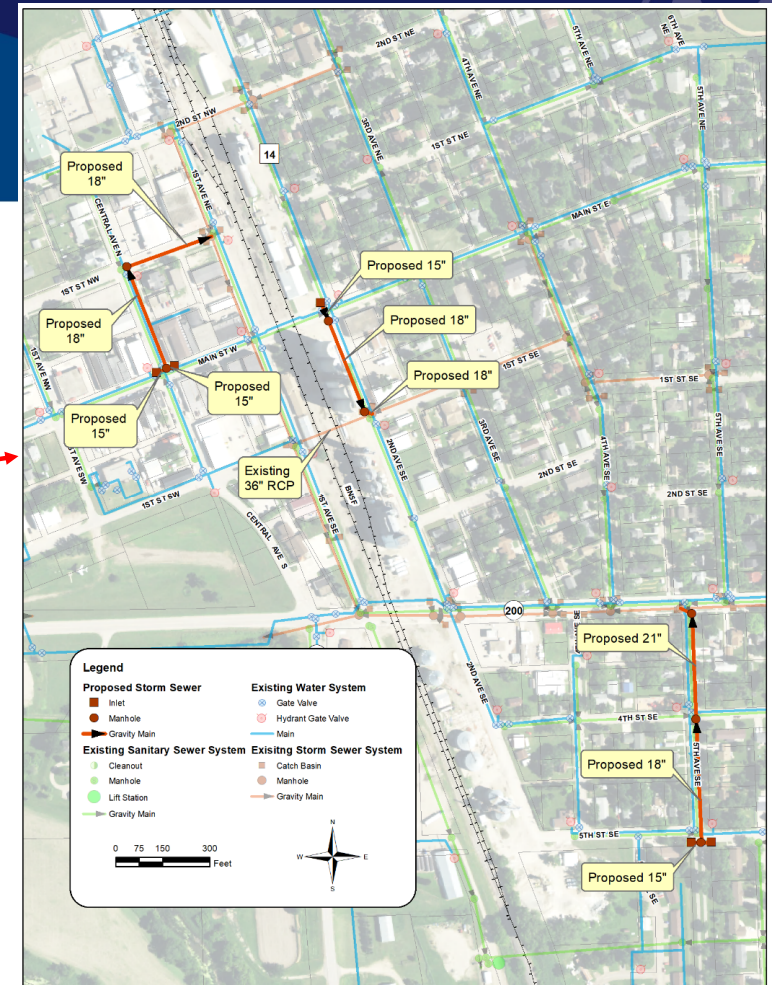 6TH AVE NE
2ND ST NE
5TH AVE NE
4TH AVE NE
5TH AVE NE
2ND ST NW
3RD AVE NE
1ST ST NE
14
Proposed
18"
1ST AVE NE
MAIN ST E
CENTRAL AVE N
Proposed 15"
1ST ST NW
Proposed
18"
Proposed 18"
1ST AVE NW
MAIN ST W
1ST ST SE
Proposed 18"
1ST ST SE
Proposed
15"
Proposed
15"
3RD AVE SE
4TH AVE SE
5TH AVE SE
2ND AVE SE
Existing
36" RCP
2ND ST SE
1ST ST SW
BNSF
2ND ST SE
CENTRAL AVE S
1ST AVE SE
200
Proposed 21"
2ND AVE SE
4TH ST SE
5TH AVE SE
Proposed 18"
5TH ST SE
Proposed 15"
Legend
Proposed Storm Sewer
Inlet
Manhole
Gravity Main
Existing Water System
Gate Valve
Hydrant Gate Valve
Main
Existing Sanitary Sewer System
Cleanout
Manhole
Lift Station
Gravity Main
Exisiting Storm Sewer System
Catch Basin
Manhole
Gravity Main
0 75 150 300
Feet
N
W E
S